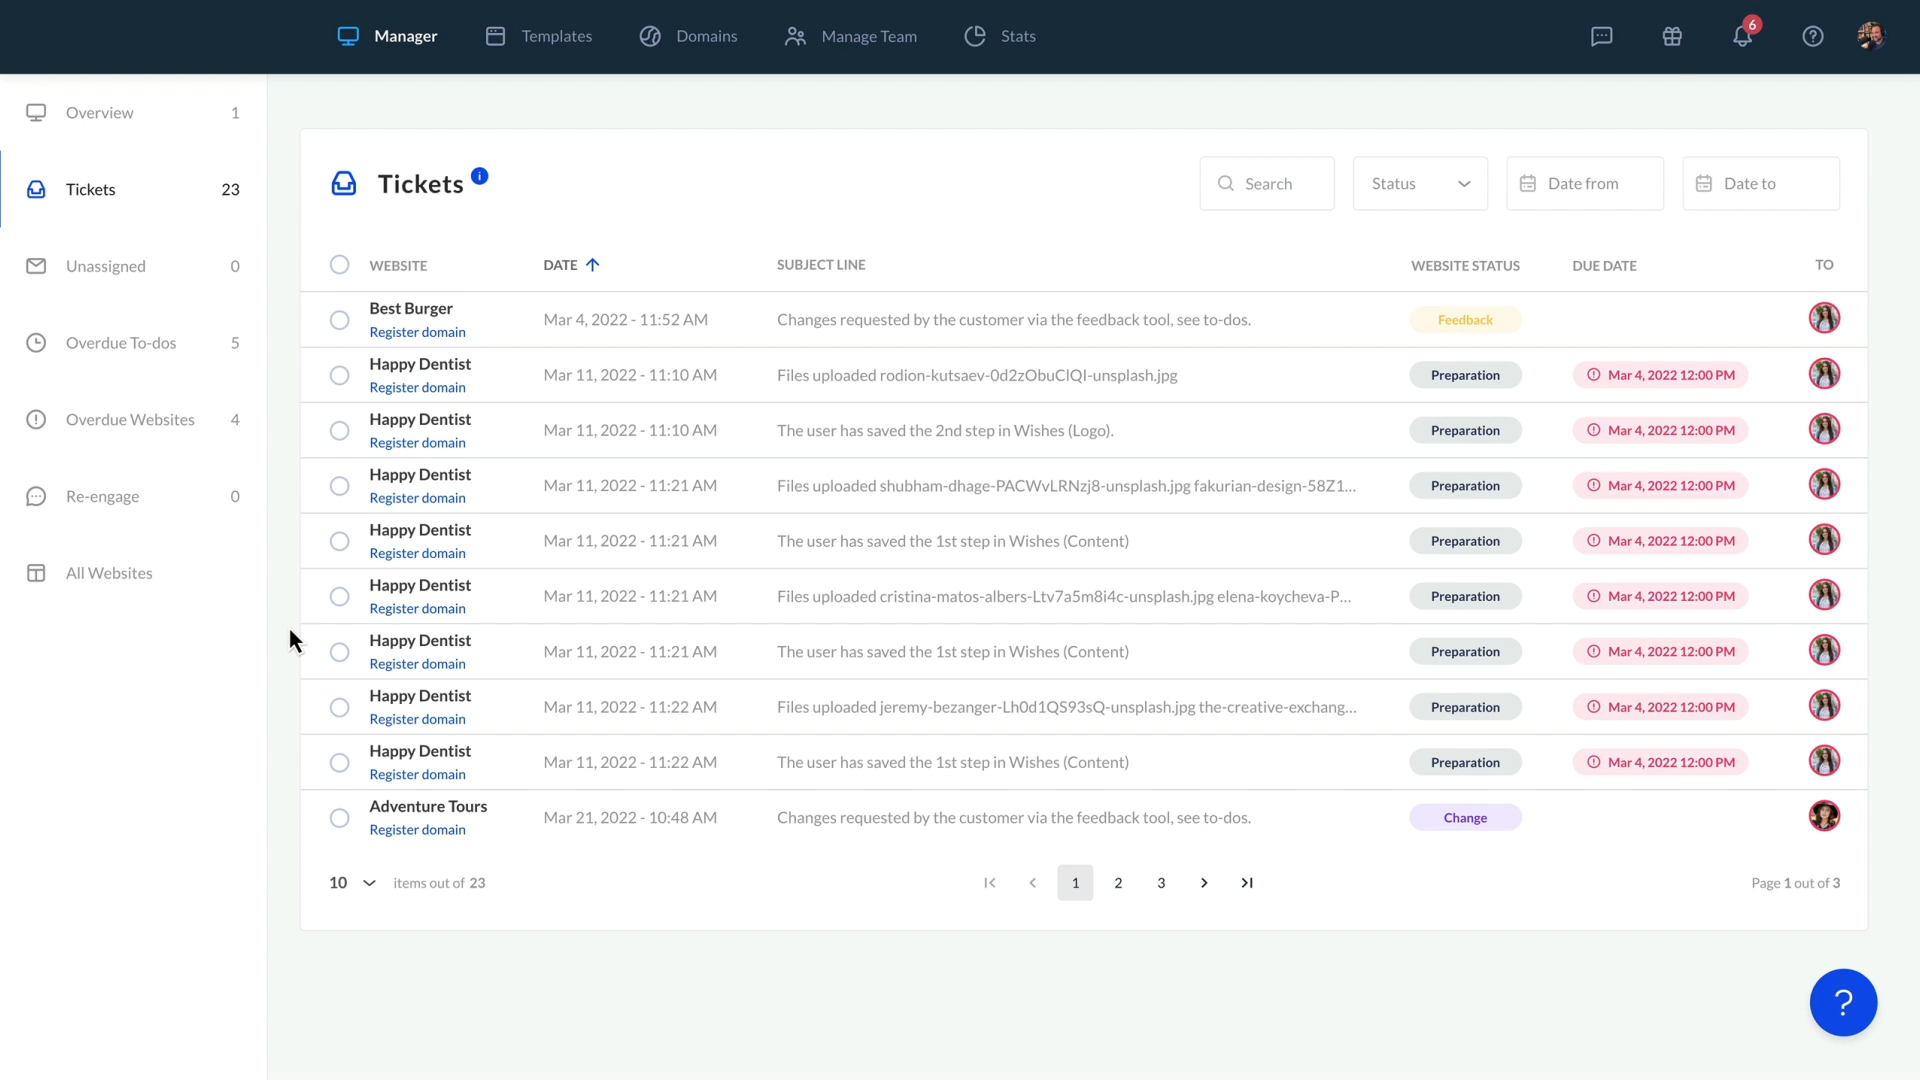 Manager
Templates
Domains
Manage Team
Stats
6
Overview 1
Tickets 23
Unassigned 0
Overdue To-dos 5
Overdue Websites 4
Re-engage 0
All Websites
Tickets
Search
Status
Date from
Date to
WEBSITE DATE SUBJECT LINE WEBSITE STATUS DUE DATE TO
Best Burger
Register domain
Mar 4, 2022 - 11:52 AM
Changes requested by the customer via the feedback tool, see to-dos.
Feedback
Happy Dentist
Register domain
Mar 11, 2022 - 11:10 AM
Files uploaded rodion-kutsaev-0d2zObuCIQI-unsplash.jpg
Preparation
Mar 4, 2022 12:00 PM
Happy Dentist
Register domain
Mar 11, 2022 - 11:10 AM
The user has saved the 2nd step in Wishes (Logo).
Preparation
Mar 4, 2022 12:00 PM
Happy Dentist
Register domain
Mar 11, 2022 - 11:21 AM
Files uploaded shubham-dhage-PACWvLRNzj8-unsplash.jpg fakurian-design-58Z1...
Preparation
Mar 4, 2022 12:00 PM
Happy Dentist
Register domain
Mar 11, 2022 - 11:21 AM
The user has saved the 1st step in Wishes (Content)
Preparation
Mar 4, 2022 12:00 PM
Happy Dentist
Register domain
Mar 11, 2022 - 11:21 AM
Files uploaded cristina-matos-albers-Ltv7a5m8i4c-unsplash.jpg elena-koycheva-P...
Preparation
Mar 4, 2022 12:00 PM
Happy Dentist
Register domain
Mar 11, 2022 - 11:21 AM
The user has saved the 1st step in Wishes (Content)
Preparation
Mar 4, 2022 12:00 PM
Happy Dentist
Register domain
Mar 11, 2022 - 11:22 AM
Files uploaded jeremy-bezanger-Lh0d1QS93sQ-unsplash.jpg the-creative-exchang...
Preparation
Mar 4, 2022 12:00 PM
Happy Dentist
Register domain
Mar 11, 2022 - 11:22 AM
The user has saved the 1st step in Wishes (Content)
Preparation
Mar 4, 2022 12:00 PM
Adventure Tours
Register domain
Mar 21, 2022 - 10:48 AM
Changes requested by the customer via the feedback tool, see to-dos.
Change
10 items out of 23
1 2 3
Page 1 out of 3
?